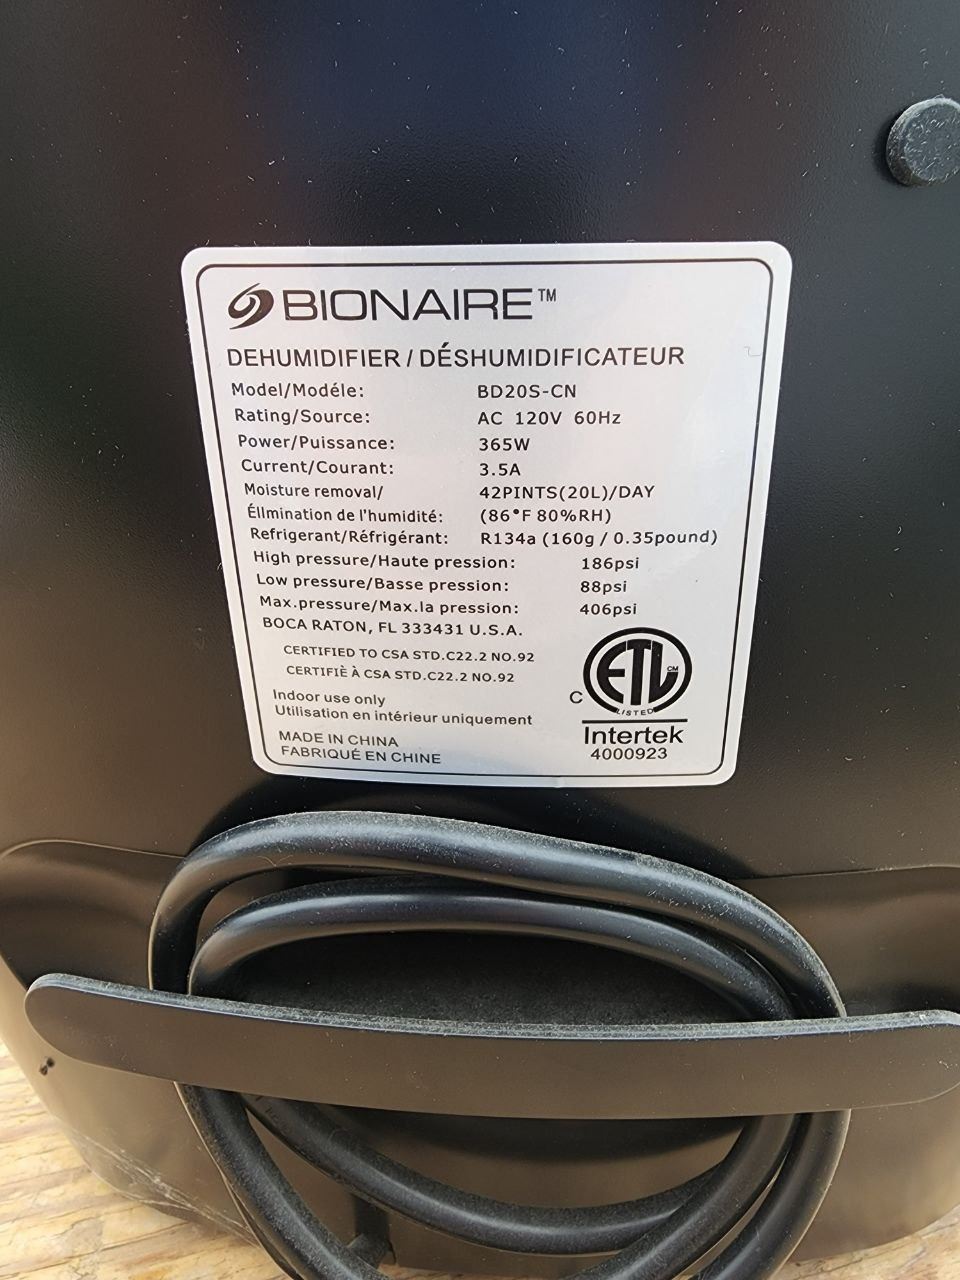 BIONAIRE™
DEHUMIDIFIER / DÉSHUMIDIFICATEUR
Model/Modéle: BD20S-CN
Rating/Source: AC 120V 60Hz
Power/Puissance: 365W
Current/Courant: 3.5A
Moisture removal/ 42PINTS(20L)/DAY
Éllmination de l'humidité: (86°F 80%RH)
Refrigerant/Réfrigérant: R134a (160g / 0.35pound)
High pressure/Haute pression: 186psi
Low pressure/Basse pression: 88psi
Max.pressure/Max.la pression: 406psi
BOCA RATON, FL 333431 U.S.A.
CERTIFIED TO CSA STD.C22.2 NO.92
CERTIFIÈ À CSA STD.C22.2 NO.92
Indoor use only
Utilisation en intérieur uniquement
MADE IN CHINA
FABRIQUÉ EN CHINE
C ETL CM
LISTED
Intertek
4000923